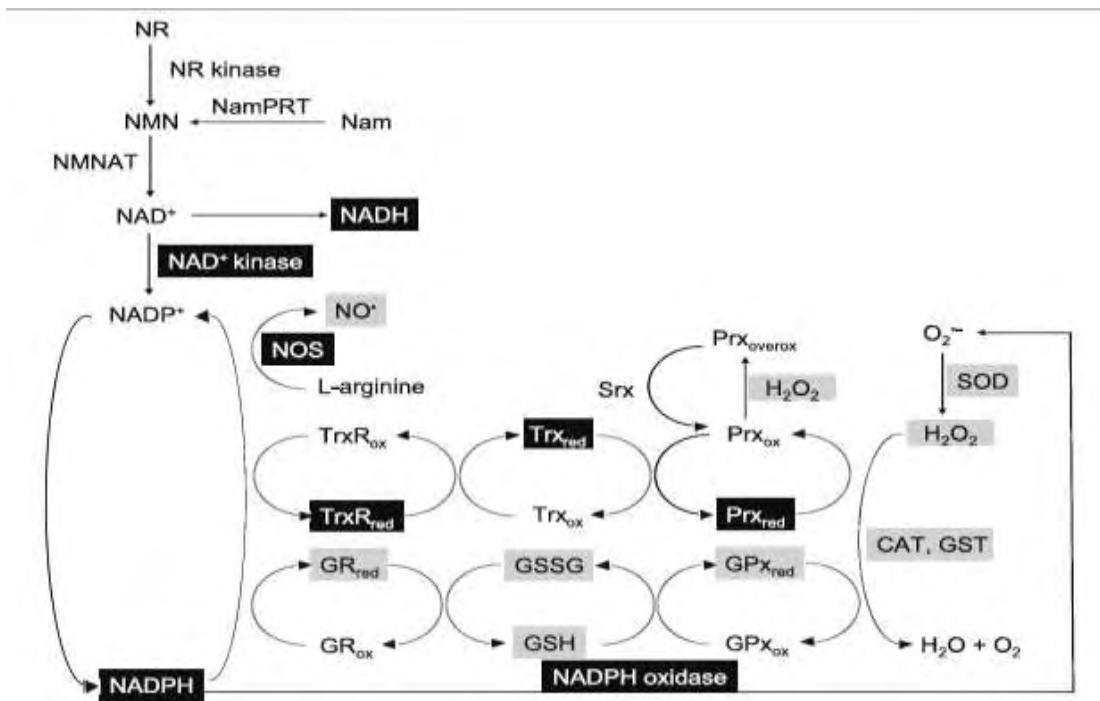 NR
NR kinase
NamPRT
NMN
Nam
NMNAT
NAD⁺
NADH
NAD⁺ kinase
NADP⁺
NO•
NOS
L-arginine
Prx_overox
Srx
H₂O₂
O₂•−
SOD
H₂O₂
TrxR_ox
Trx_red
Prx_ox
TrxR_red
Trx_ox
Prx_red
CAT, GST
GR_red
GSSG
GPx_red
GR_ox
GSH
GPx_ox
H₂O + O₂
NADPH oxidase
NADPH